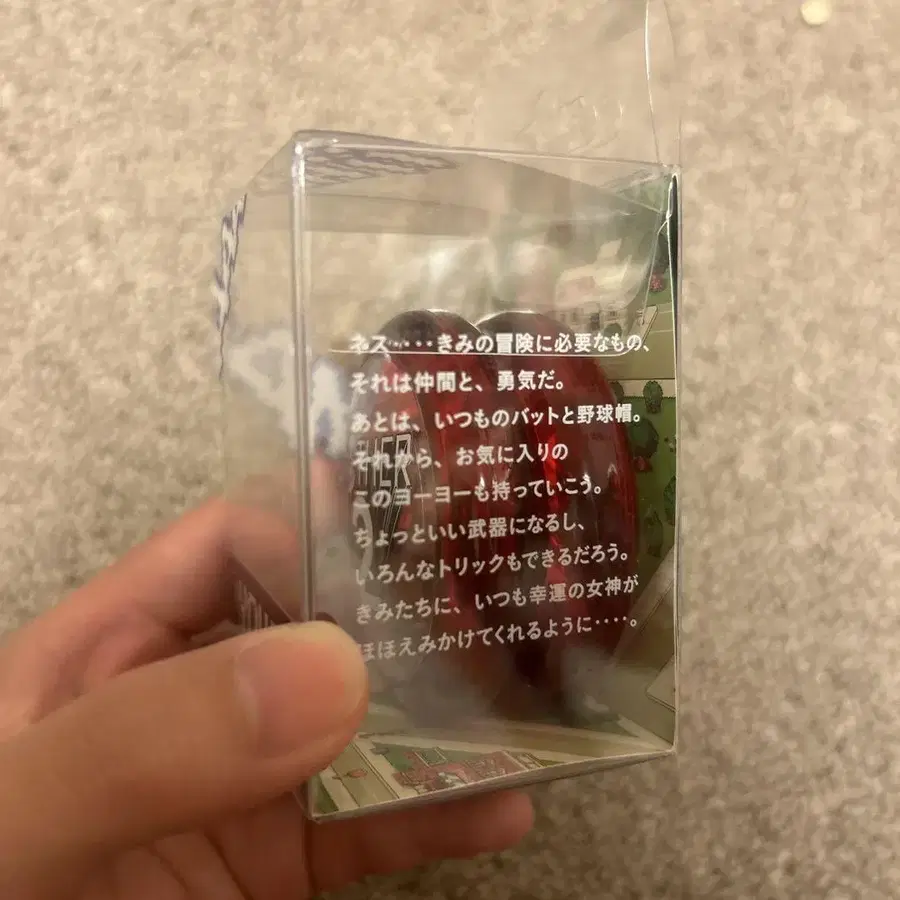 ネス‥‥きみの冒険に必要なもの、
それは仲間と、勇気だ。
あとは、いつものバットと野球帽。
それから、お気に入りの
このヨーヨーも持っていこう。
ちょっといい武器になるし、
いろんなトリックもできるだろう。
きみたちに、いつも幸運の女神が
ほほえみかけてくれるように‥‥。
THER